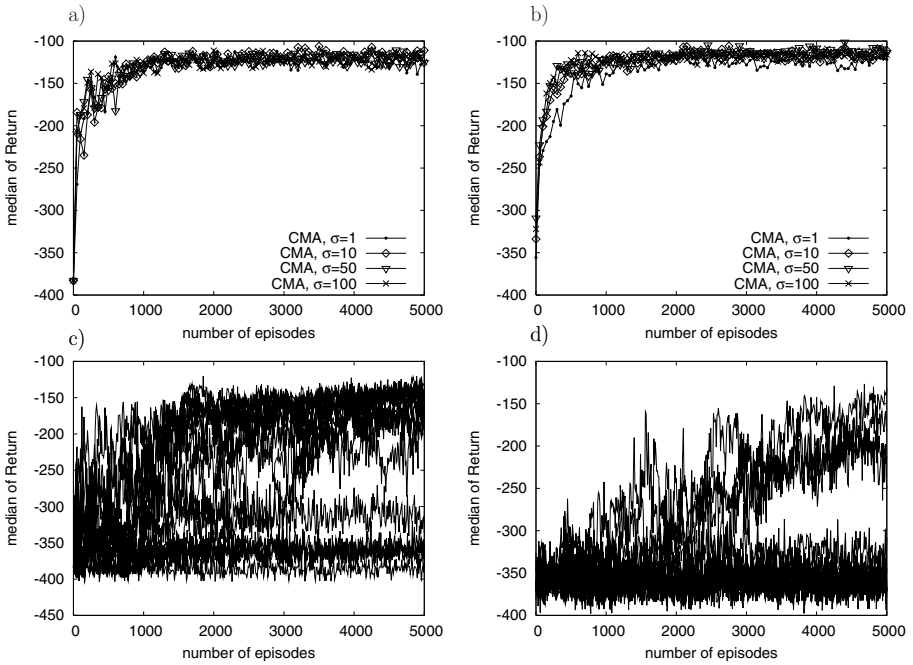 a)
b)
-100
-150
-200
-250
-300
-350
-400
median of Return
CMA, σ=1
CMA, σ=10
CMA, σ=50
CMA, σ=100
0 1000 2000 3000 4000 5000
number of episodes
-100
-150
-200
-250
-300
-350
-400
median of Return
CMA, σ=1
CMA, σ=10
CMA, σ=50
CMA, σ=100
0 1000 2000 3000 4000 5000
number of episodes
c)
d)
-100
-150
-200
-250
-300
-350
-400
-450
median of Return
0 1000 2000 3000 4000 5000
number of episodes
-100
-150
-200
-250
-300
-350
-400
median of Return
0 1000 2000 3000 4000 5000
number of episodes